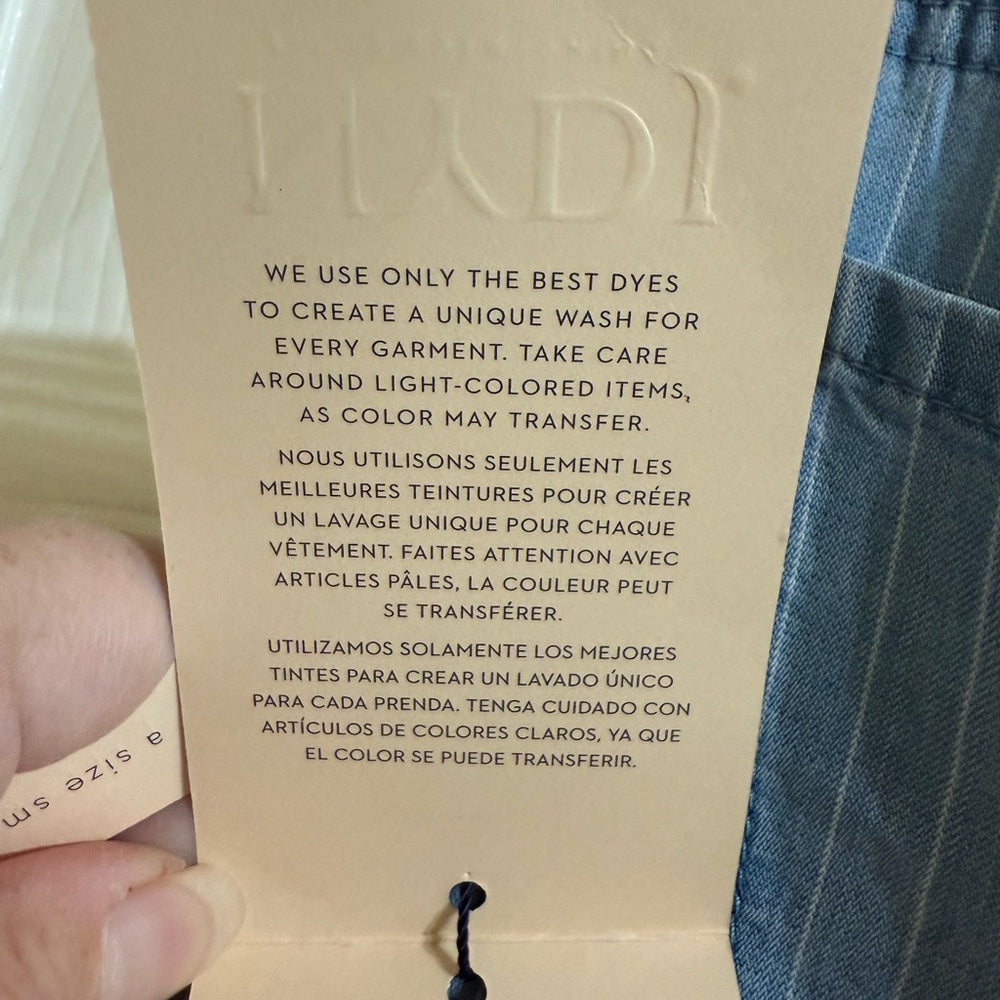 WE USE ONLY THE BEST DYES
TO CREATE A UNIQUE WASH FOR
EVERY GARMENT. TAKE CARE
AROUND LIGHT-COLORED ITEMS,
AS COLOR MAY TRANSFER.
NOUS UTILISONS SEULEMENT LES
MEILLEURES TEINTURES POUR CRÉER
UN LAVAGE UNIQUE POUR CHAQUE
VÊTEMENT. FAITES ATTENTION AVEC
ARTICLES PÂLES, LA COULEUR PEUT
SE TRANSFÉRER.
UTILIZAMOS SOLAMENTE LOS MEJORES
TINTES PARA CREAR UN LAVADO ÚNICO
PARA CADA PRENDA. TENGA CUIDADO CON
ARTÍCULOS DE COLORES CLAROS, YA QUE
EL COLOR SE PUEDE TRANSFERIR.
a size sm